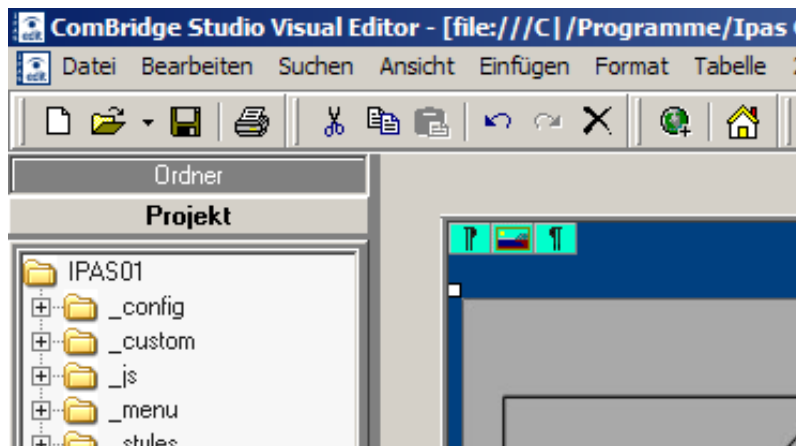 ComBridge Studio Visual Editor - [file:///C|/Programme/Ipas
Datei Bearbeiten Suchen Ansicht Einfügen Format Tabelle
Ordner
Projekt
IPAS01
_config
_custom
_js
_menu
_styles